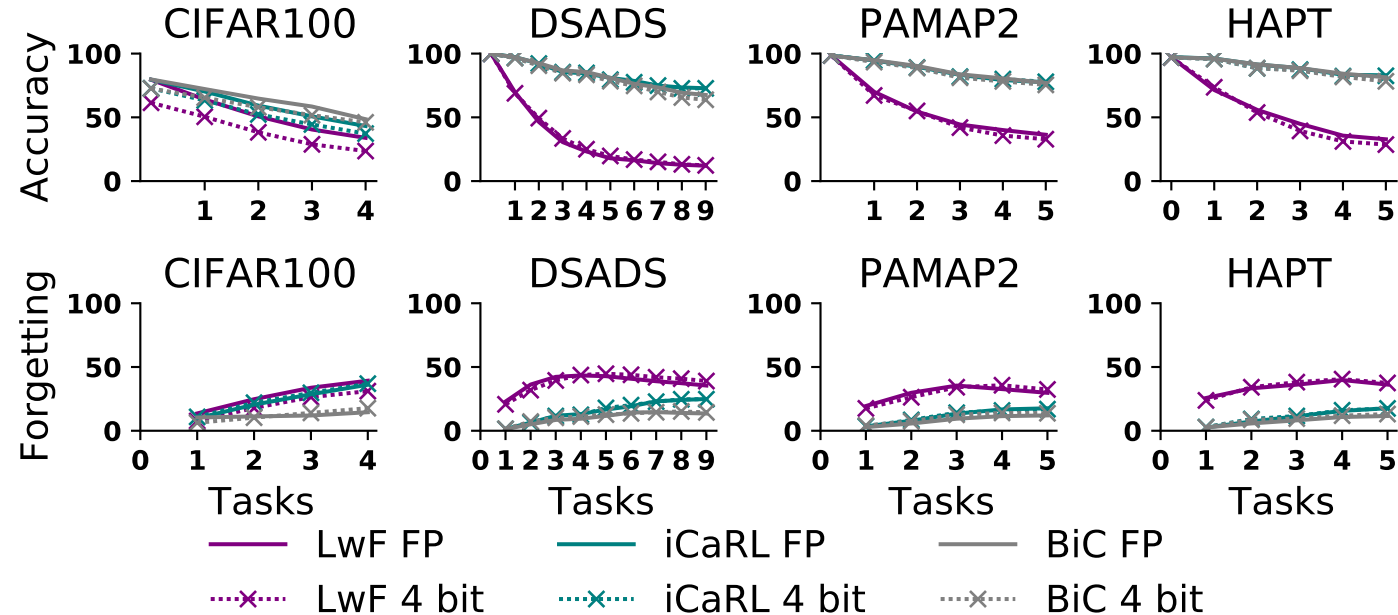 CIFAR100 DSADS PAMAP2 HAPT
Accuracy
100 100 100 100
50 50 50 50
0 0 0 0
1 2 3 4 1 2 3 4 5 6 7 8 9 1 2 3 4 5 0 1 2 3 4 5
CIFAR100 DSADS PAMAP2 HAPT
Forgetting
100 100 100 100
50 50 50 50
0 0 0 0
0 1 2 3 4 0 1 2 3 4 5 6 7 8 9 0 1 2 3 4 5 0 1 2 3 4 5
Tasks Tasks Tasks Tasks
LwF FP iCaRL FP BiC FP
LwF 4 bit iCaRL 4 bit BiC 4 bit